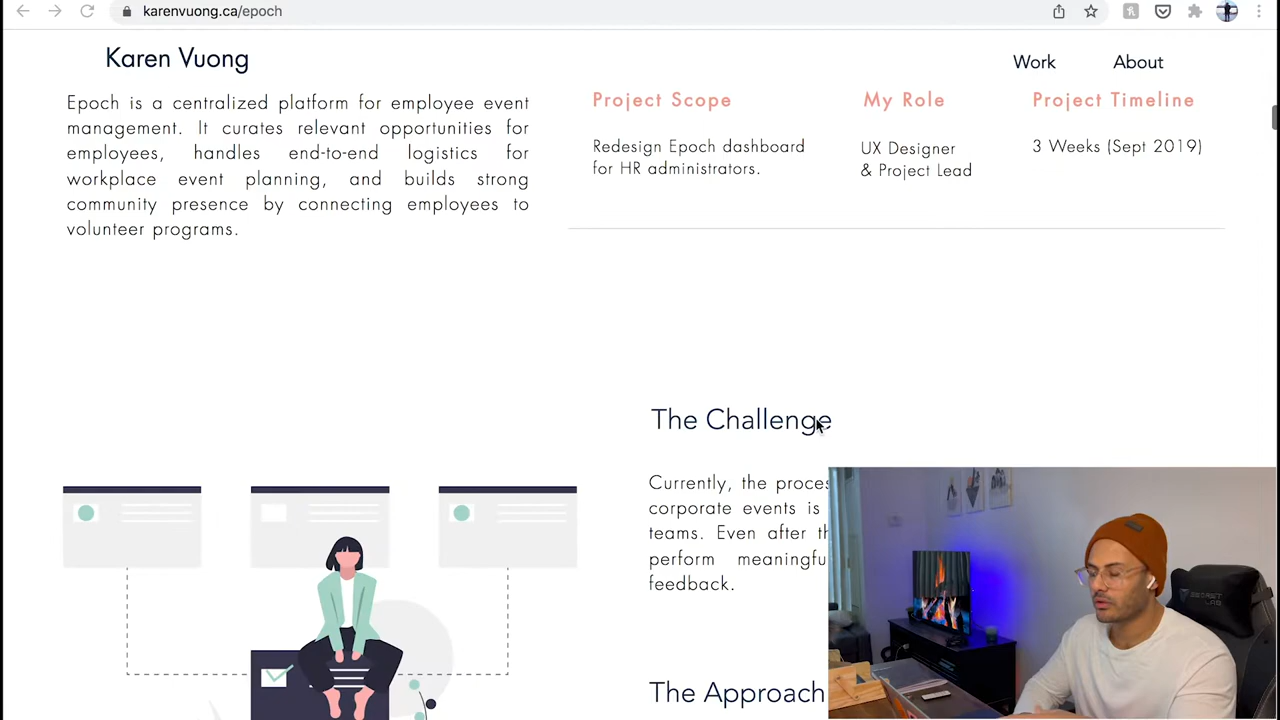 karenvuong.ca/epoch
Karen Vuong
Work
About
Epoch is a centralized platform for employee event
management. It curates relevant opportunities for
employees, handles end-to-end logistics for
workplace event planning, and builds strong
community presence by connecting employees to
volunteer programs.
Project Scope
Redesign Epoch dashboard
for HR administrators.
My Role
UX Designer
& Project Lead
Project Timeline
3 Weeks (Sept 2019)
The Challenge
Currently, the proces
corporate events is
teams. Even after th
perform meaningfu
feedback.
The Approach